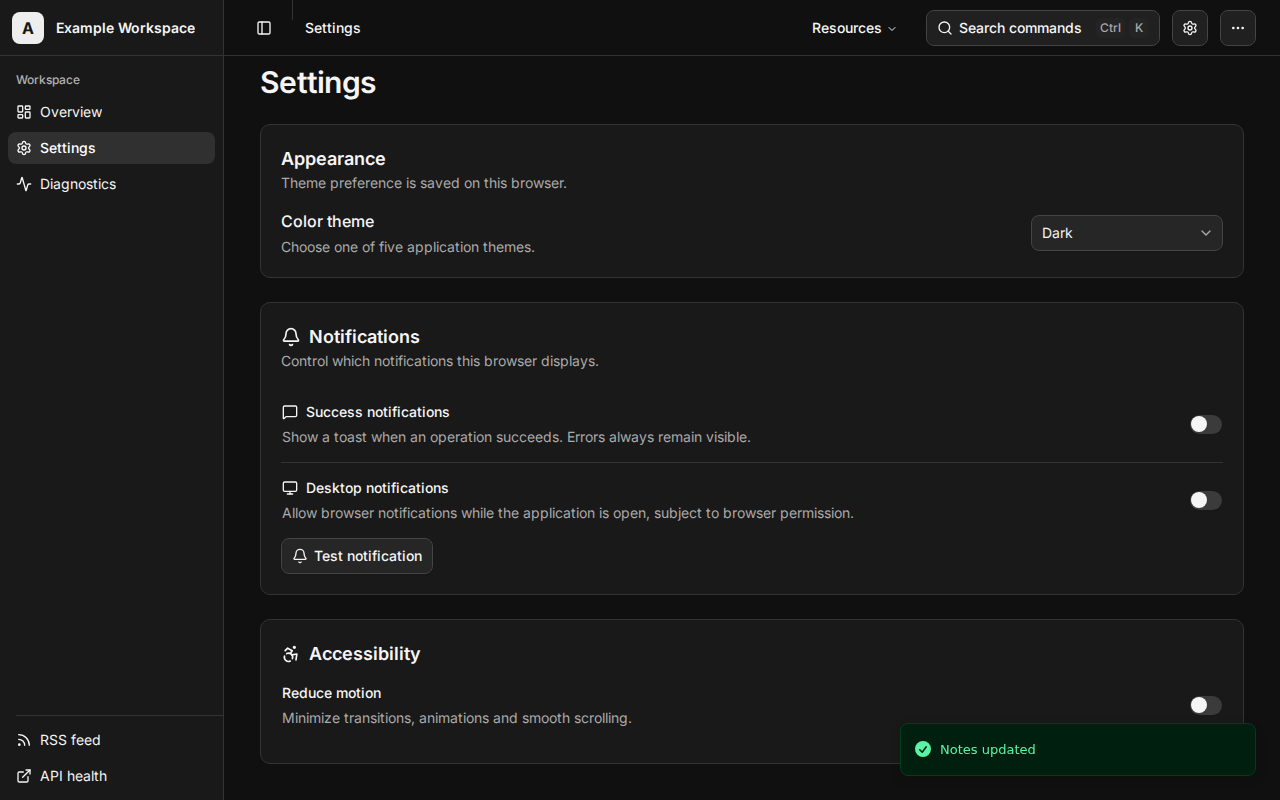 A Example Workspace
Settings
Resources
Search commands Ctrl K
Workspace
Overview
Settings
Diagnostics
RSS feed
API health
Settings
Appearance
Theme preference is saved on this browser.
Color theme
Choose one of five application themes.
Dark
Notifications
Control which notifications this browser displays.
Success notifications
Show a toast when an operation succeeds. Errors always remain visible.
Desktop notifications
Allow browser notifications while the application is open, subject to browser permission.
Test notification
Accessibility
Reduce motion
Minimize transitions, animations and smooth scrolling.
Notes updated